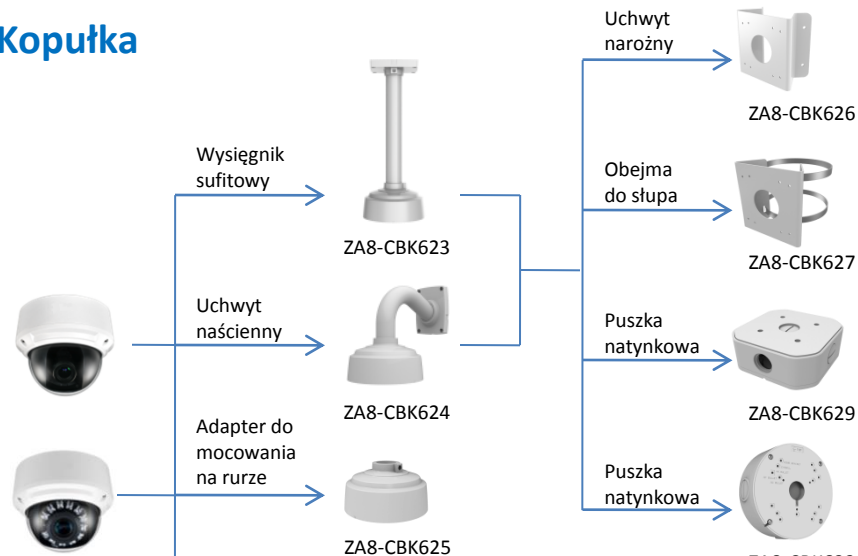 Kopułka
Uchwyt
narożny
ZA8-CBK626
Wysięgnik
sufitowy
ZA8-CBK623
Obejma
do słupa
ZA8-CBK627
Uchwyt
naścienny
ZA8-CBK624
Puszka
natynkowa
ZA8-CBK629
Adapter do
mocowania
na rurze
ZA8-CBK625
Puszka
natynkowa